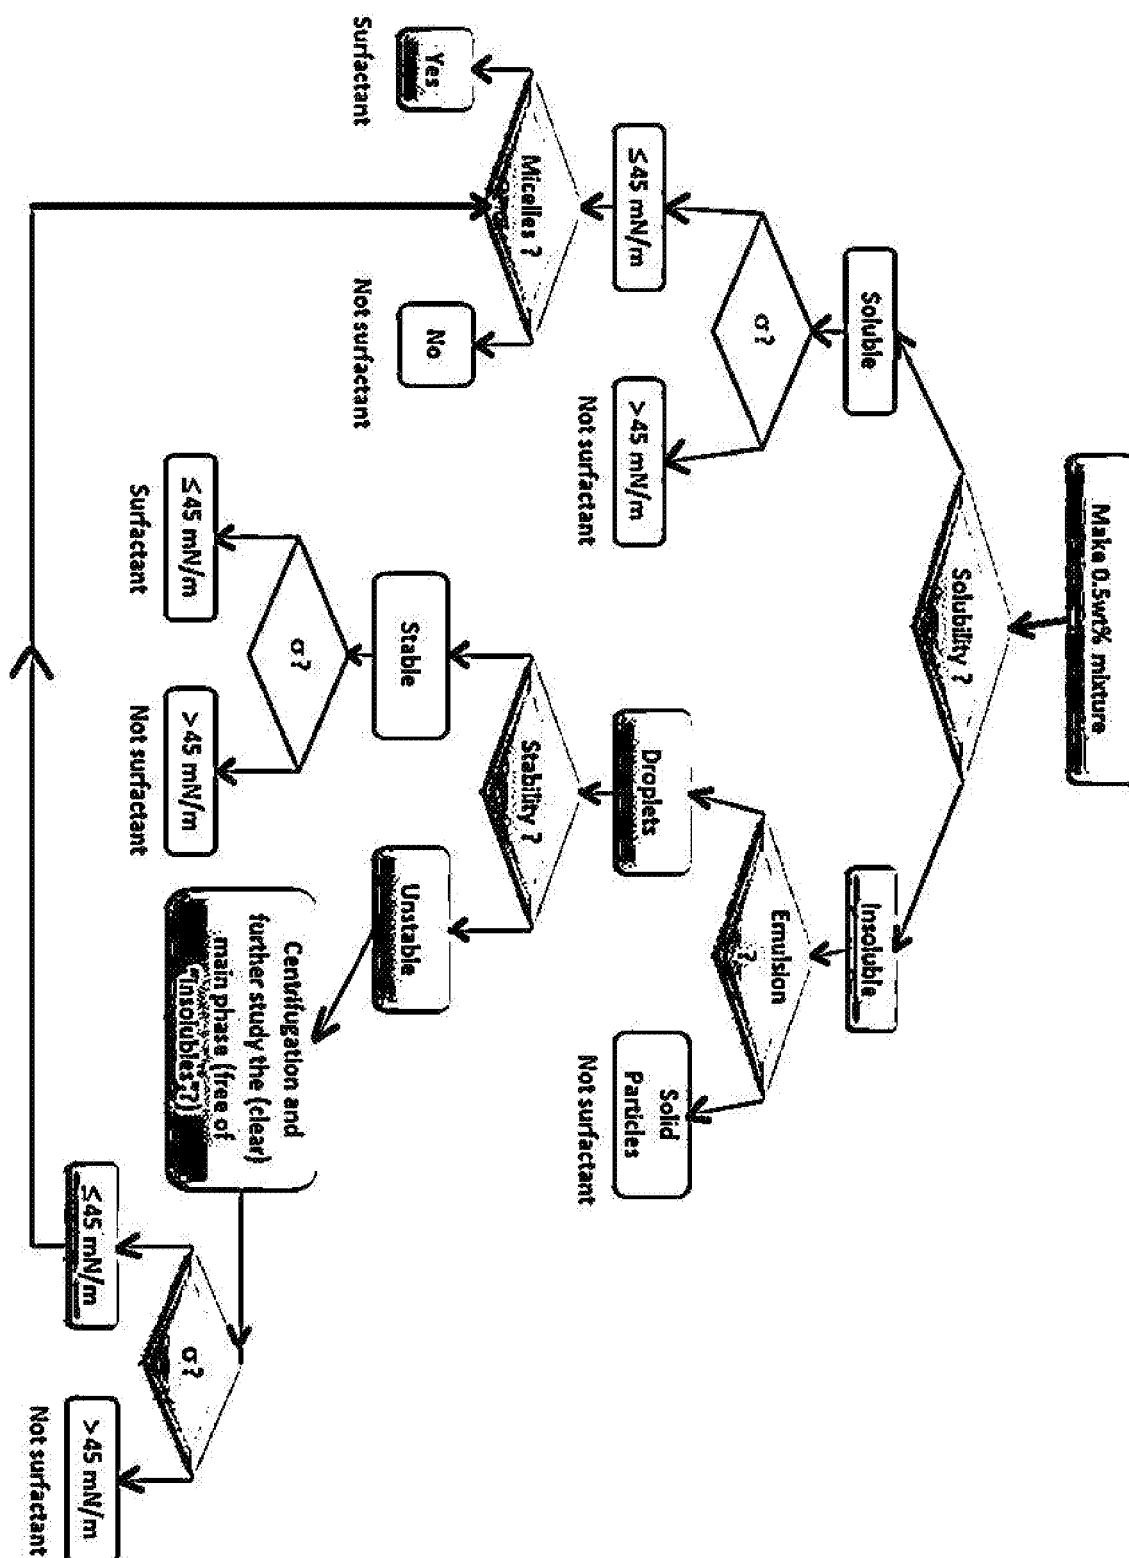 Make 0.5wt% mixture
Solubility ?
Soluble
Insoluble
σ?
Emulsion
?
≤45 mN/m
>45 mN/m
Not surfactant
Droplets
Solid
Particles
Not surfactant
Micelles ?
Stability ?
Yes
Surfactant
No
Not surfactant
Stable
Unstable
σ?
Centrifugation and
further study the (clear)
main phase (free of
"insolubles"?)
≤45 mN/m
Surfactant
>45 mN/m
Not surfactant
σ?
≤45 mN/m
>45 mN/m
Not surfactant